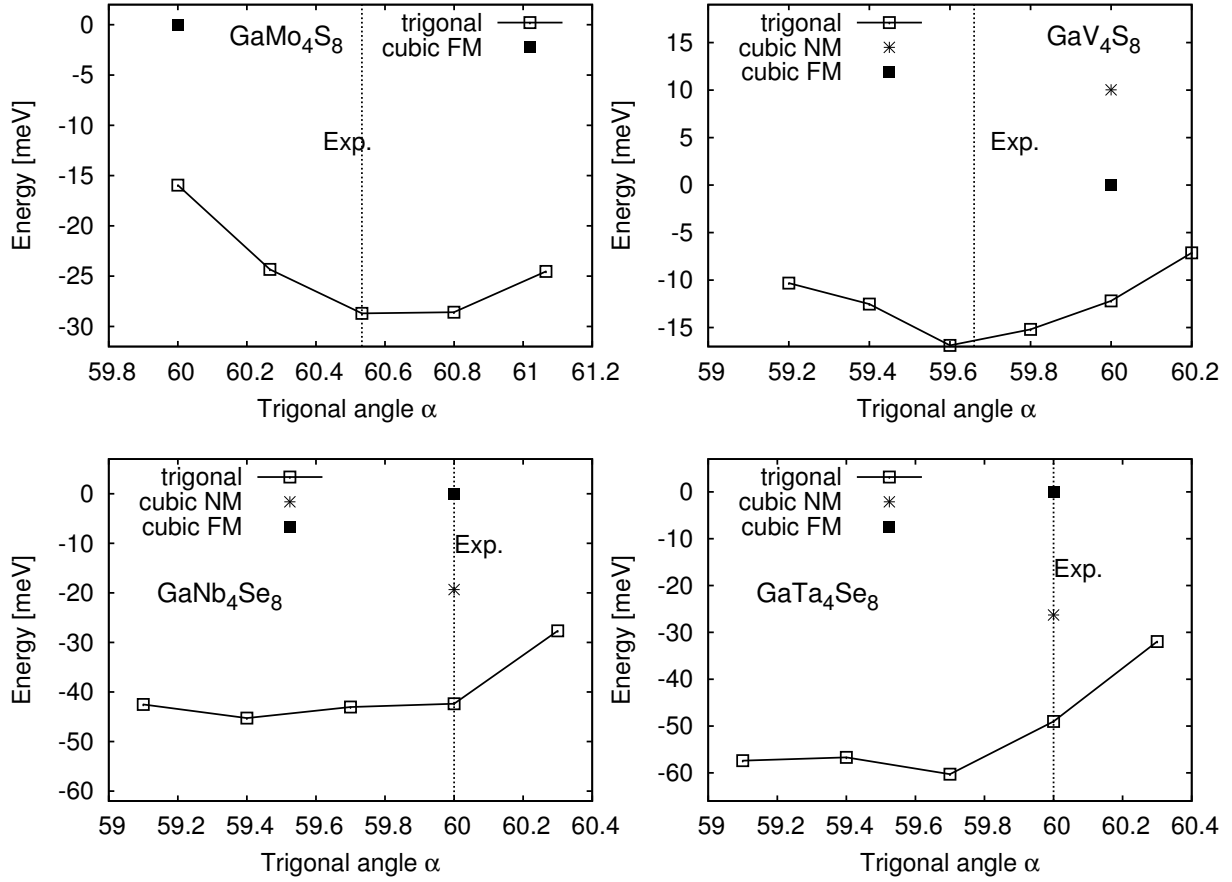 GaMo4S8
trigonal
cubic FM
Exp.
0
-5
-10
-15
-20
-25
-30
Energy [meV]
59.8 60 60.2 60.4 60.6 60.8 61 61.2
Trigonal angle α
trigonal
cubic NM
cubic FM
GaV4S8
Exp.
15
10
5
0
-5
-10
-15
Energy [meV]
59 59.2 59.4 59.6 59.8 60 60.2
Trigonal angle α
trigonal
cubic NM
cubic FM
Exp.
GaNb4Se8
0
-10
-20
-30
-40
-50
-60
Energy [meV]
59 59.2 59.4 59.6 59.8 60 60.2 60.4
Trigonal angle α
trigonal
cubic NM
cubic FM
Exp.
GaTa4Se8
0
-10
-20
-30
-40
-50
-60
Energy [meV]
59 59.2 59.4 59.6 59.8 60 60.2 60.4
Trigonal angle α